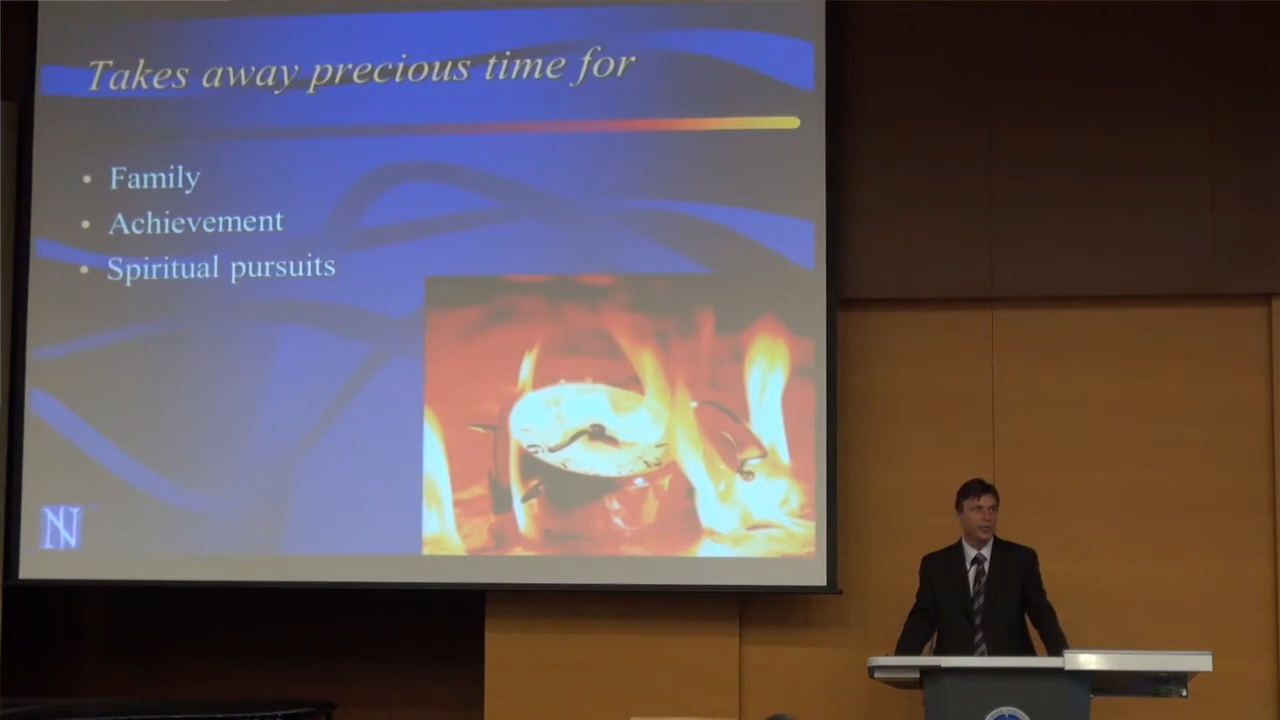 Takes away precious time for
• Family
• Achievement
• Spiritual pursuits